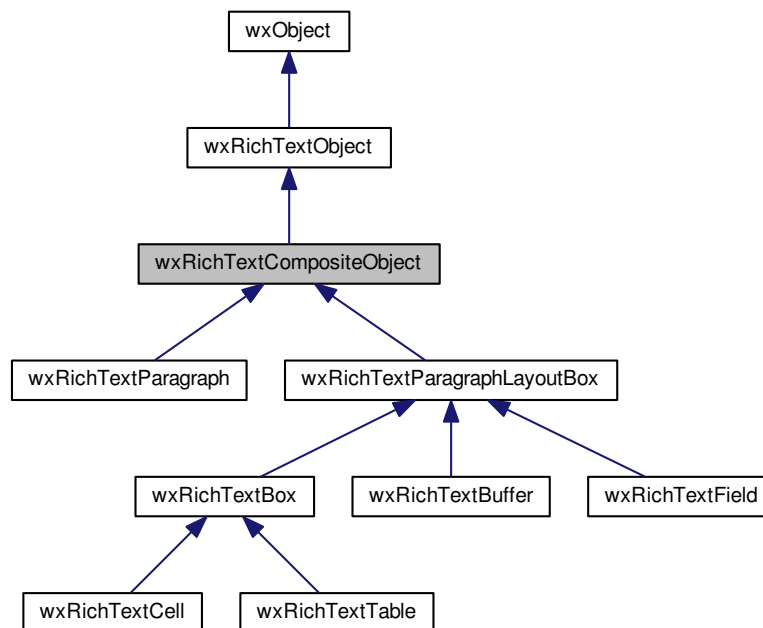 wxObject
wxRichTextObject
wxRichTextCompositeObject
wxRichTextParagraph
wxRichTextParagraphLayoutBox
wxRichTextBox
wxRichTextBuffer
wxRichTextField
wxRichTextCell
wxRichTextTable